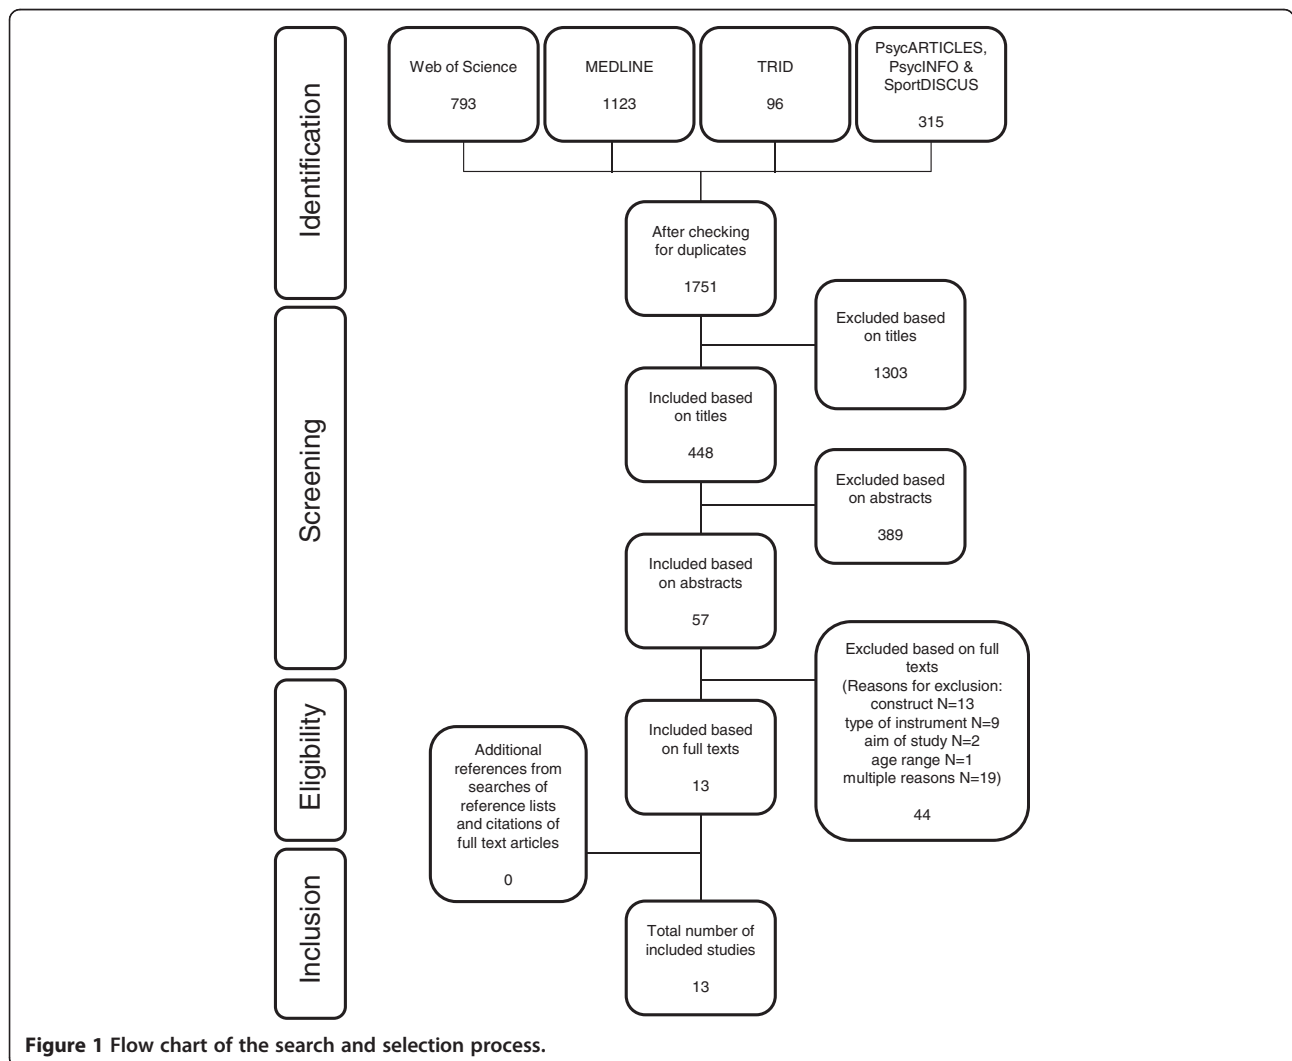 Identification
Web of Science
793
MEDLINE
1123
TRID
96
PsycARTICLES,
PsycINFO &
SportDISCUS
315
After checking
for duplicates
1751
Screening
Excluded based
on titles
1303
Included based
on titles
448
Excluded based
on abstracts
389
Included based
on abstracts
57
Eligibility
Excluded based on full
texts
(Reasons for exclusion:
construct N=13
type of instrument N=9
aim of study N=2
age range N=1
multiple reasons N=19)
44
Included based
on full texts
13
Additional
references from
searches of
reference lists
and citations of
full text articles
0
Inclusion
Total number of
included studies
13
Figure 1 Flow chart of the search and selection process.